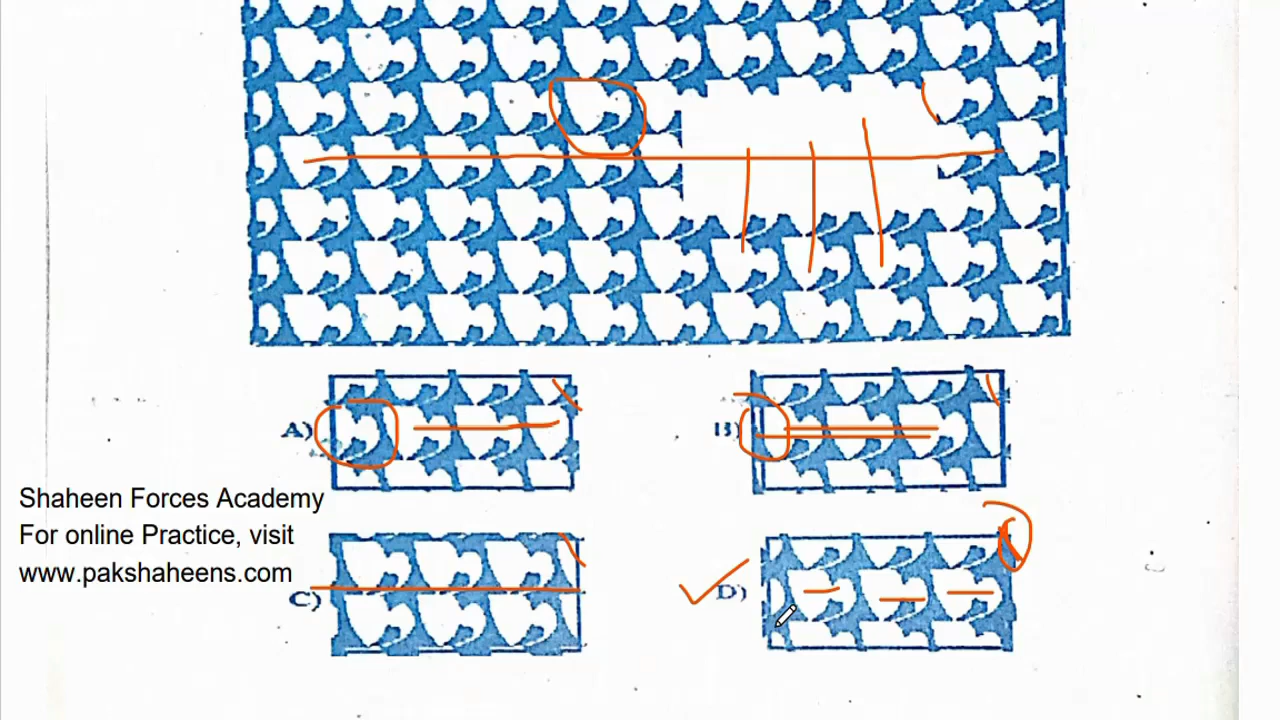 A)
B)
Shaheen Forces Academy
For online Practice, visit
www.pakshaheens.com
C)
D)